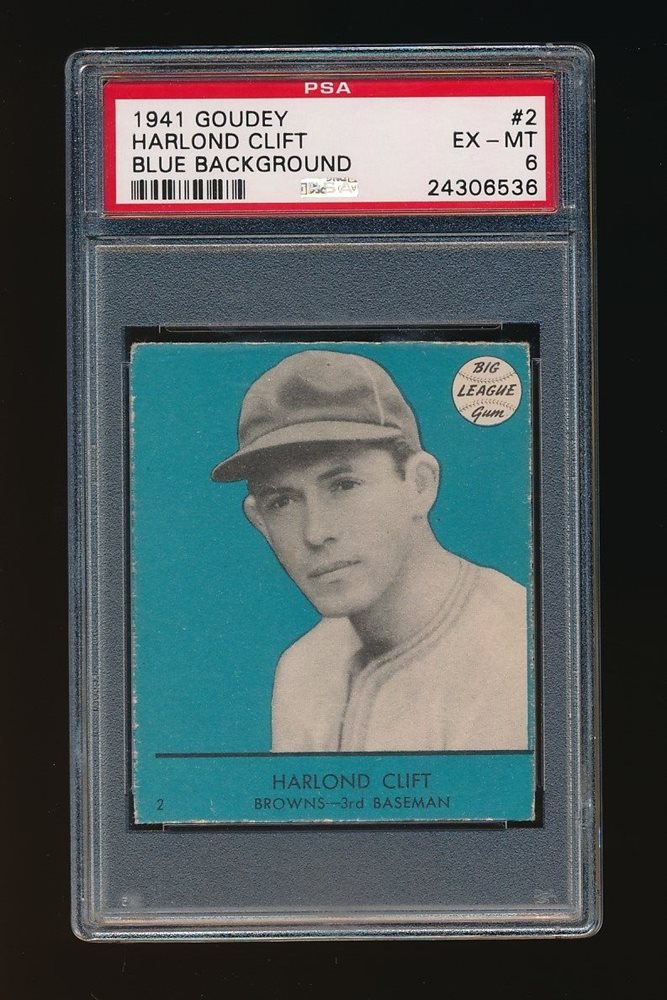 PSA
1941 GOUDEY #2
HARLOND CLIFT EX - MT
BLUE BACKGROUND 6
24306536
BIG
LEAGUE
Gum
HARLOND CLIFT
2 BROWNS—3rd BASEMAN